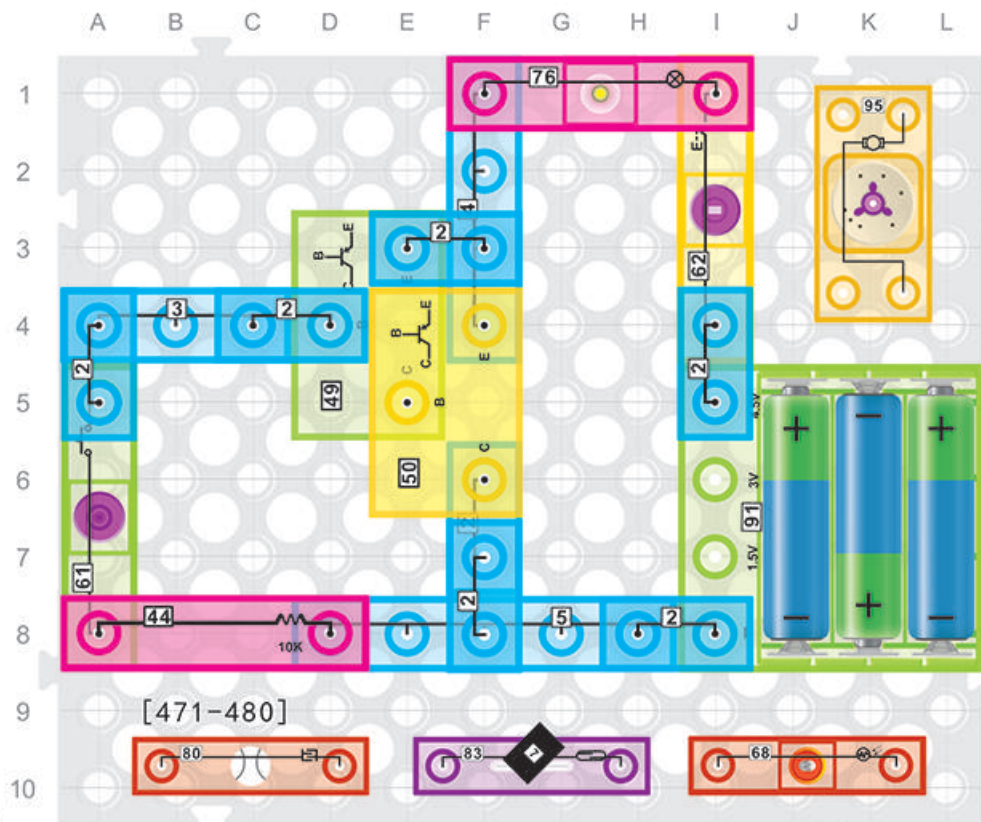 A B C D E F G H I J K L
1 76 95
2 E
4
3 B E C 2 E 62
4 3 2 B B E C E 2
2 C
5 49 B 4.5V
6 50 C 3V
2 91
7 61 2 1.5V
8 44 10K 5 2
9 [471-480]
80 83 7 68
10